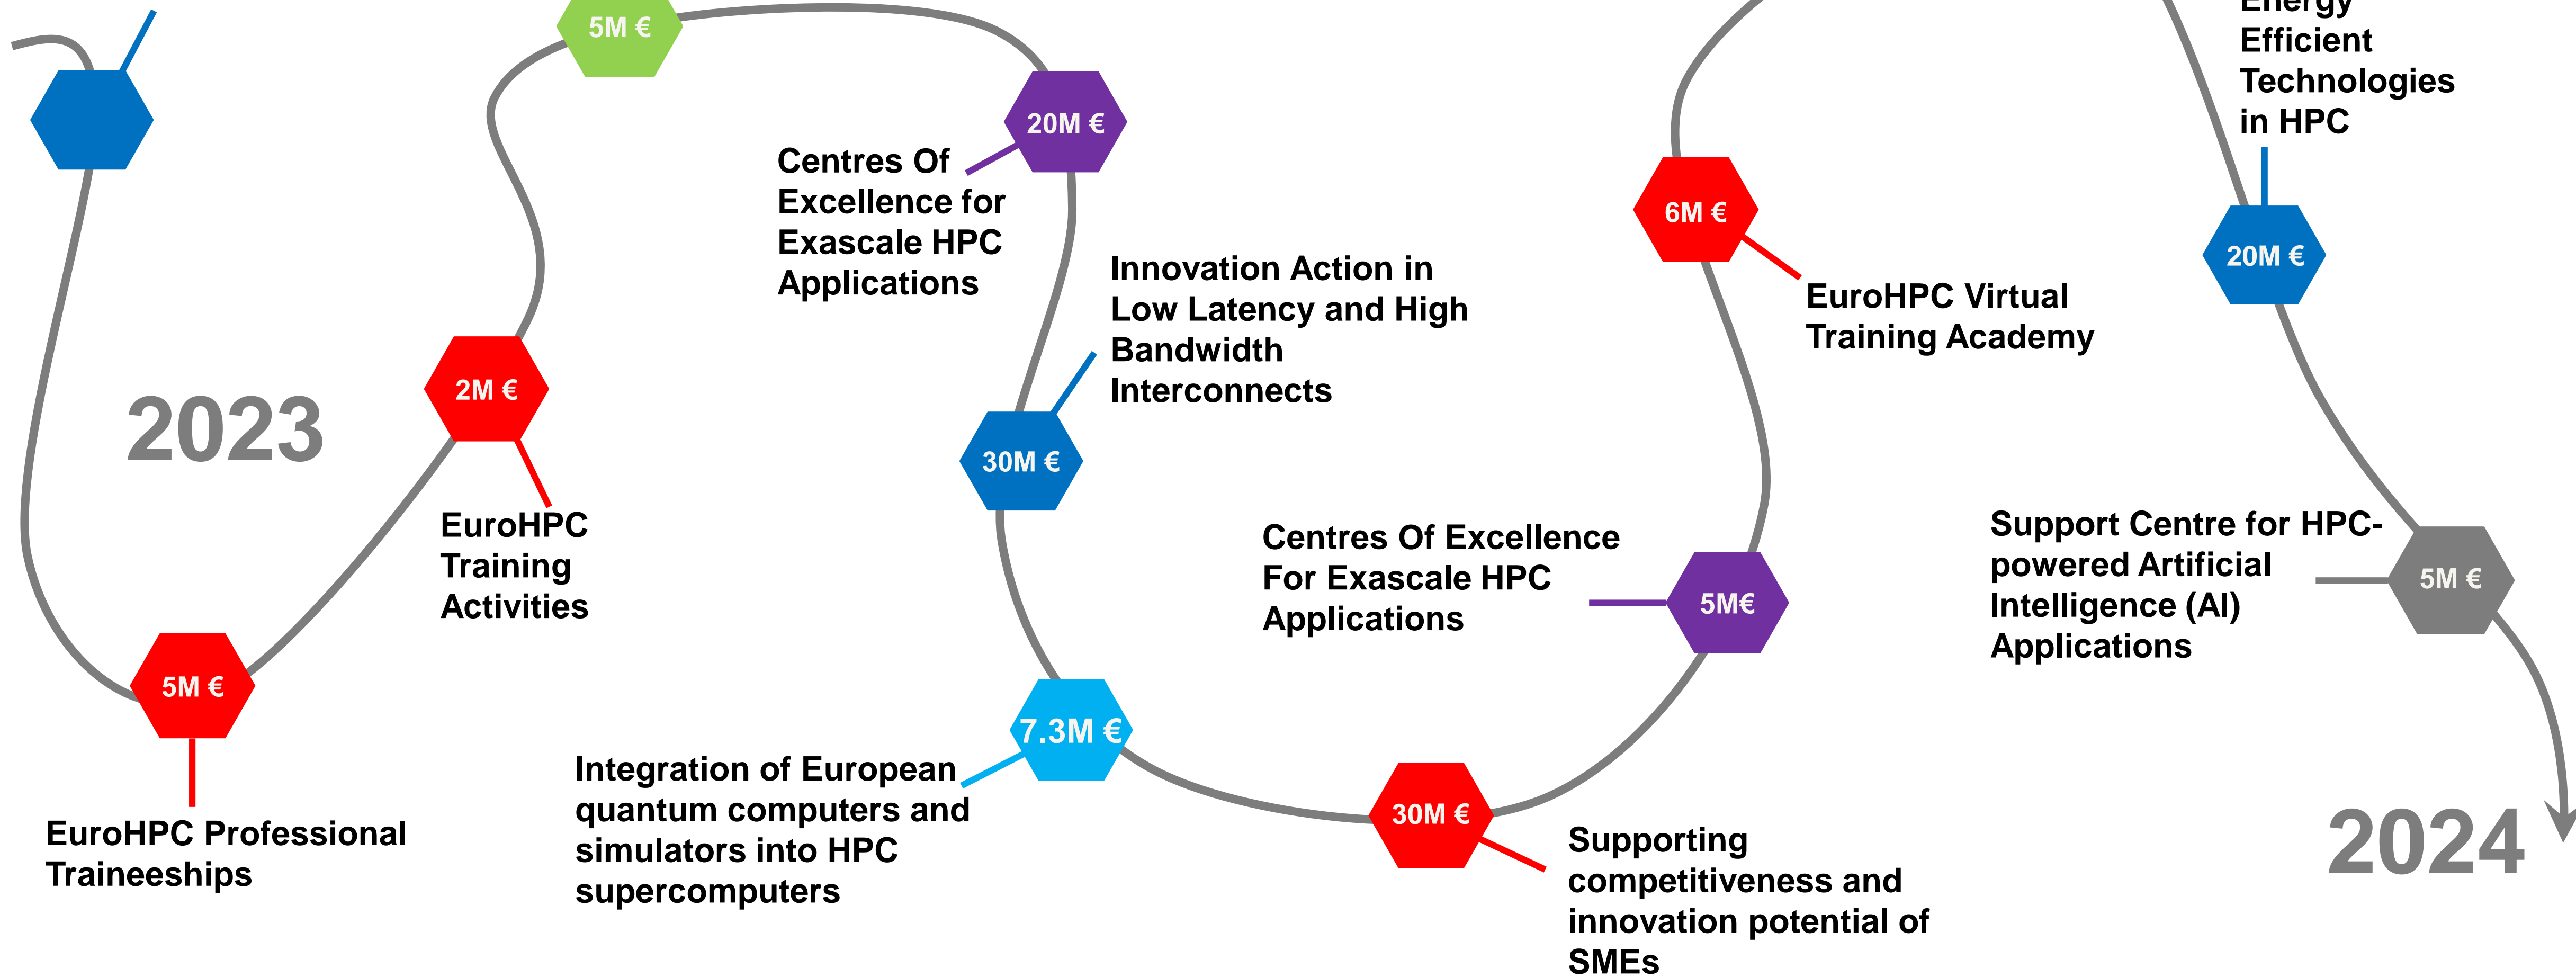 5M €
20M €
Centres Of
Excellence for
Exascale HPC
Applications
Innovation Action in
Low Latency and High
Bandwidth
Interconnects
30M €
2023
2M €
EuroHPC
Training
Activities
5M €
EuroHPC Professional
Traineeships
7.3M €
Integration of European
quantum computers and
simulators into HPC
supercomputers
30M €
Supporting
competitiveness and
innovation potential of
SMEs
Centres Of Excellence
For Exascale HPC
Applications
5M€
6M €
EuroHPC Virtual
Training Academy
Energy
Efficient
Technologies
in HPC
20M €
Support Centre for HPC-
powered Artificial
Intelligence (AI)
Applications
5M €
2024